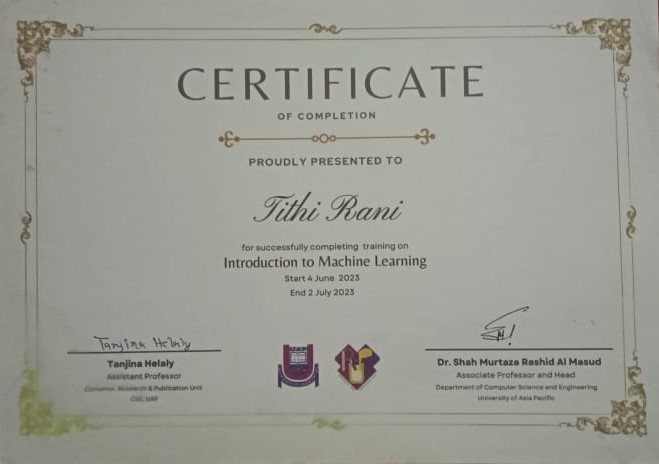 CERTIFICATE
OF COMPLETION
PROUDLY PRESENTED TO
Tithi Rani
for successfully completing training on
Introduction to Machine Learning
Start 4 June 2023
End 2 July 2023
Tanjina Helaly
Tanjina Helaly
Assistant Professor
Convener, Research & Publication Unit
CSE, UAP
Dr. Shah Murtaza Rashid Al Masud
Associate Professor and Head
Department of Computer Science and Engineering
University of Asia Pacific